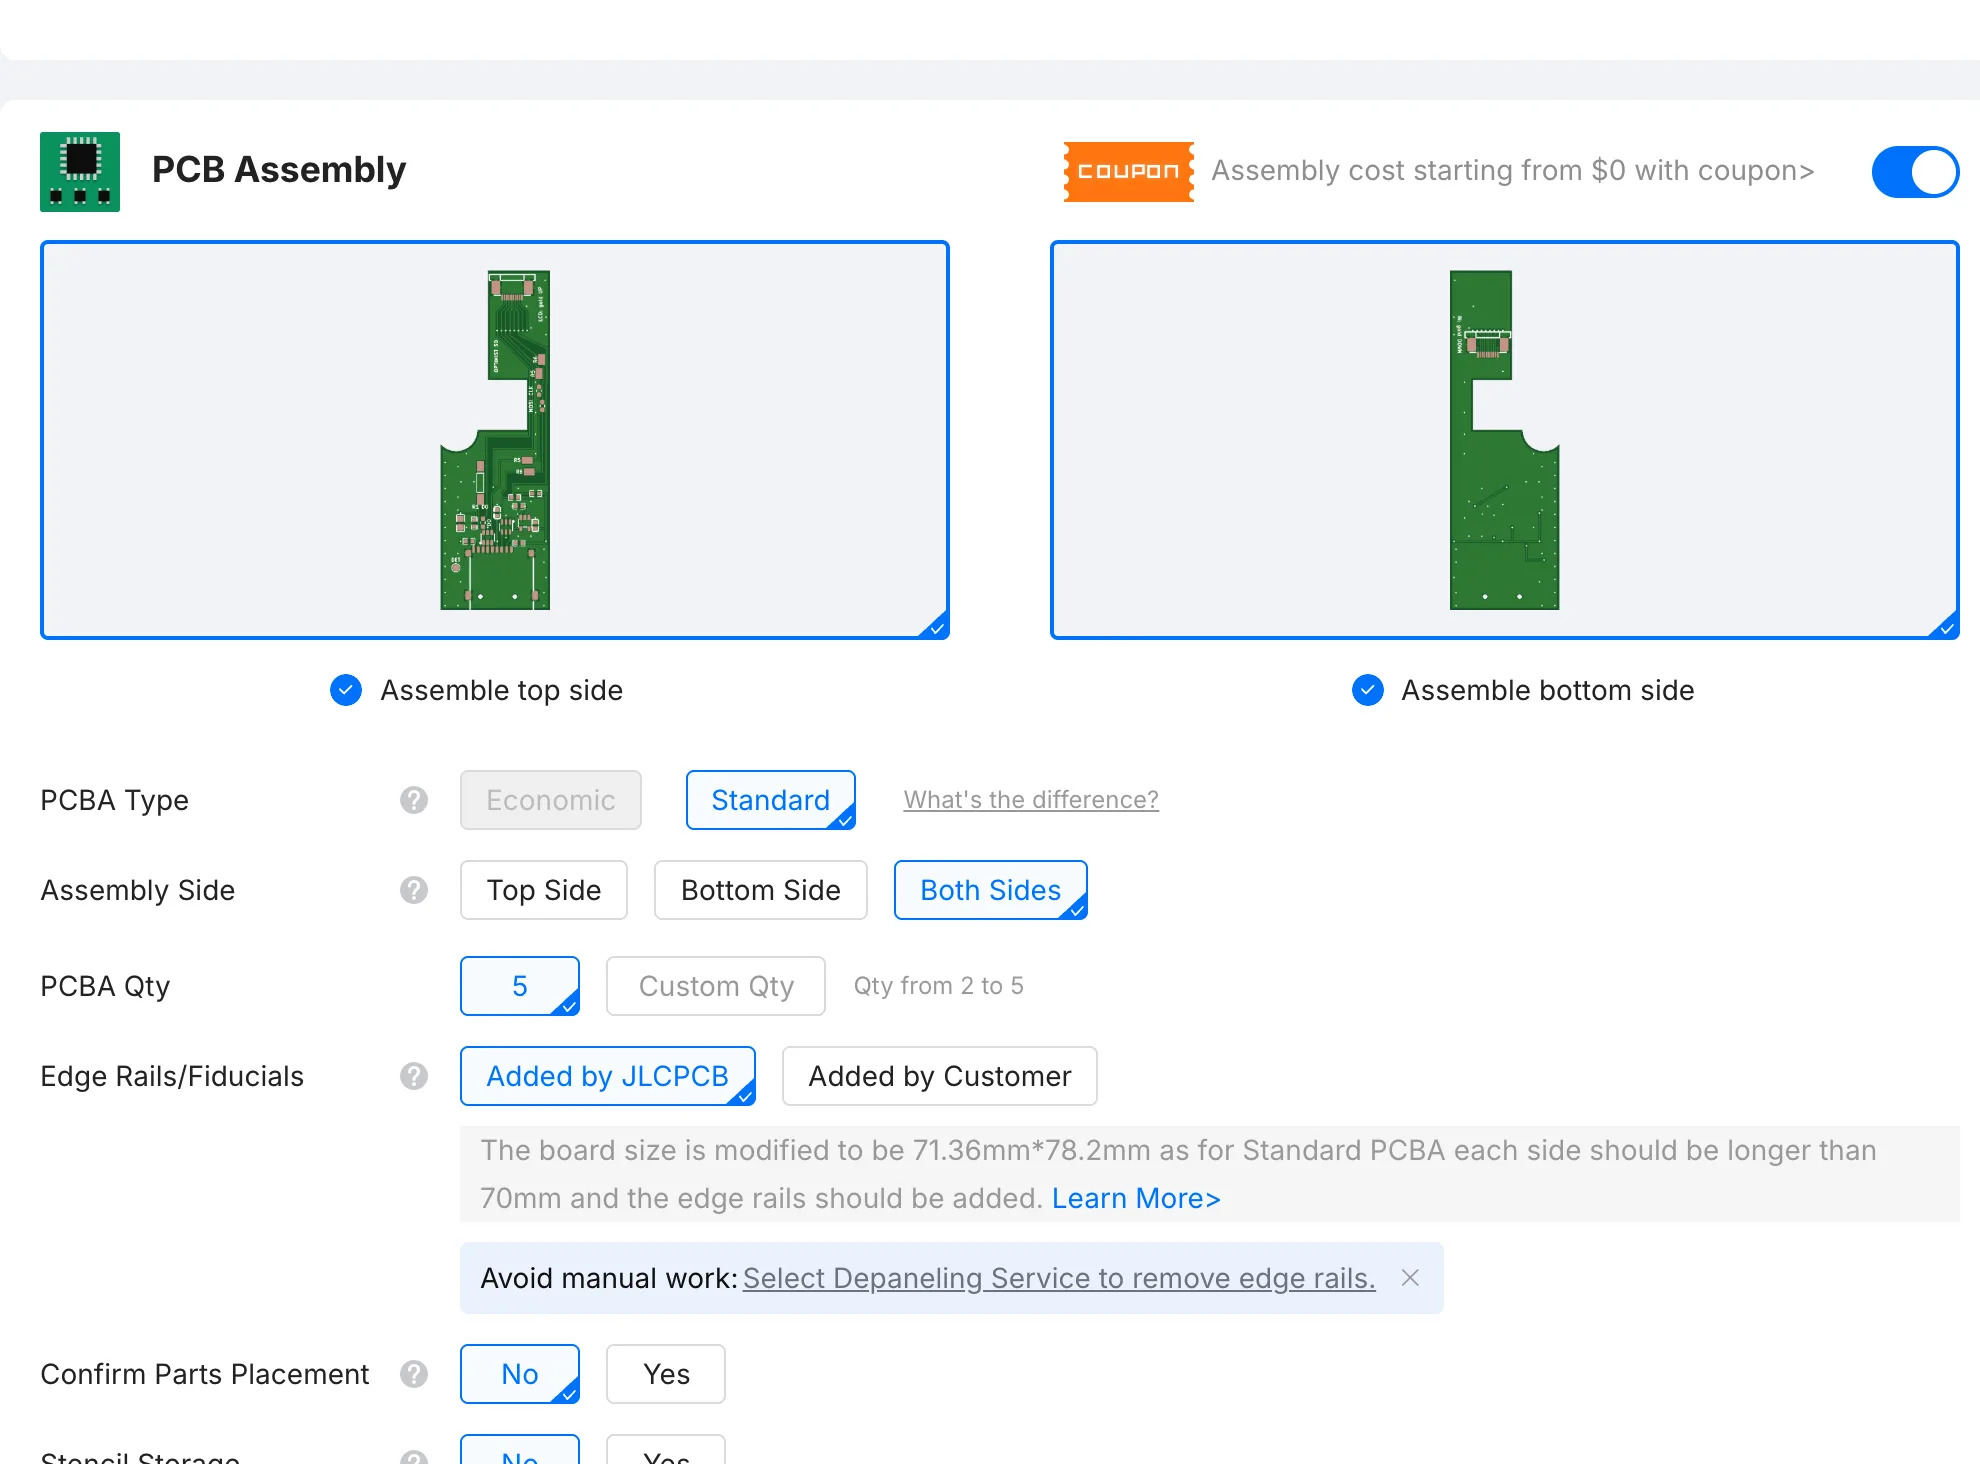 PCB Assembly
COUPON Assembly cost starting from $0 with coupon>
Assemble top side
Assemble bottom side
PCBA Type ? Economic Standard What's the difference?
Assembly Side ? Top Side Bottom Side Both Sides
PCBA Qty 5 Custom Qty Qty from 2 to 5
Edge Rails/Fiducials ? Added by JLCPCB Added by Customer
The board size is modified to be 71.36mm*78.2mm as for Standard PCBA each side should be longer than
70mm and the edge rails should be added. Learn More>
Avoid manual work: Select Depaneling Service to remove edge rails.
Confirm Parts Placement ? No Yes
Stencil Storage ? No Yes